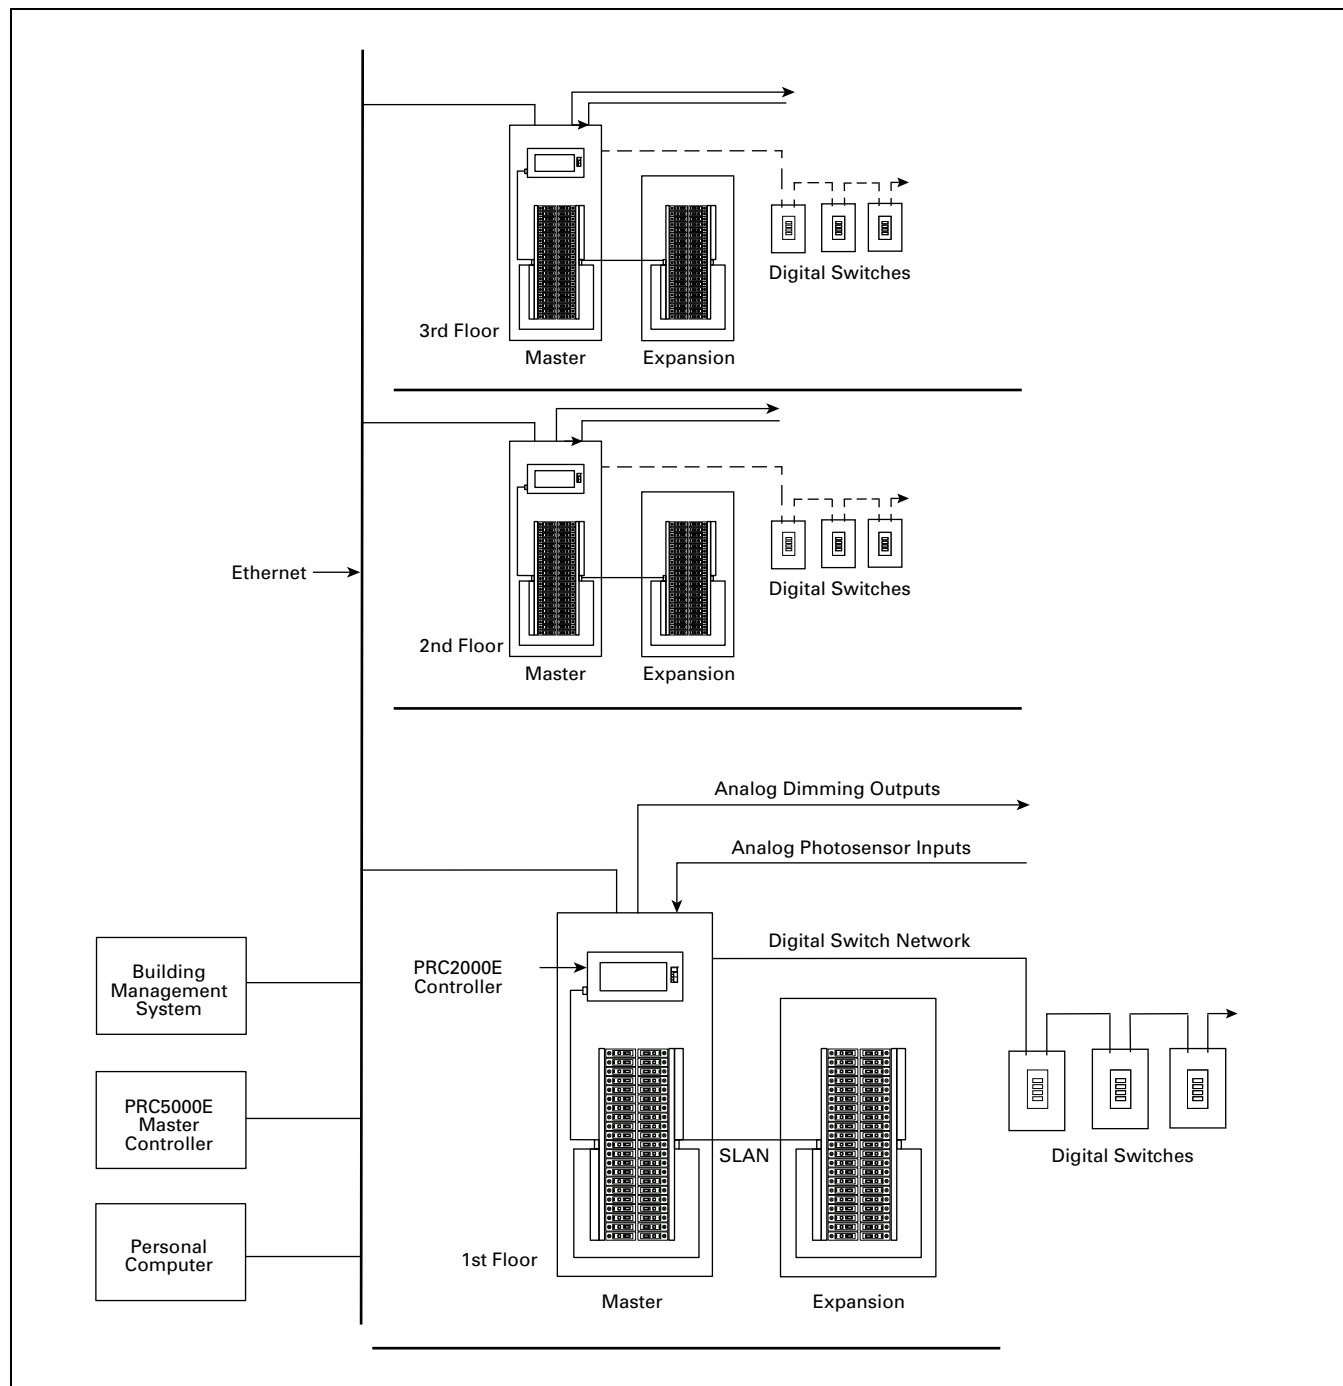 Digital Switches
3rd Floor
Master
Expansion
Ethernet
Digital Switches
2nd Floor
Master
Expansion
Analog Dimming Outputs
Analog Photosensor Inputs
Digital Switch Network
PRC2000E
Controller
Building
Management
System
PRC5000E
Master
Controller
SLAN
Digital Switches
Personal
Computer
1st Floor
Master
Expansion